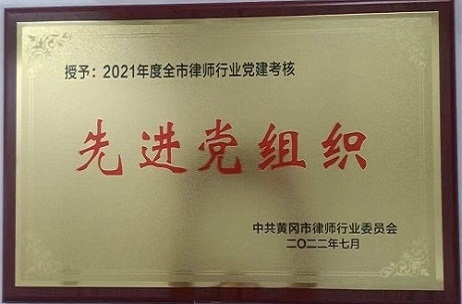 授予：2021年度全市律师行业党建考核
先进党组织
中共黄冈市律师行业委员会
二〇二二年七月